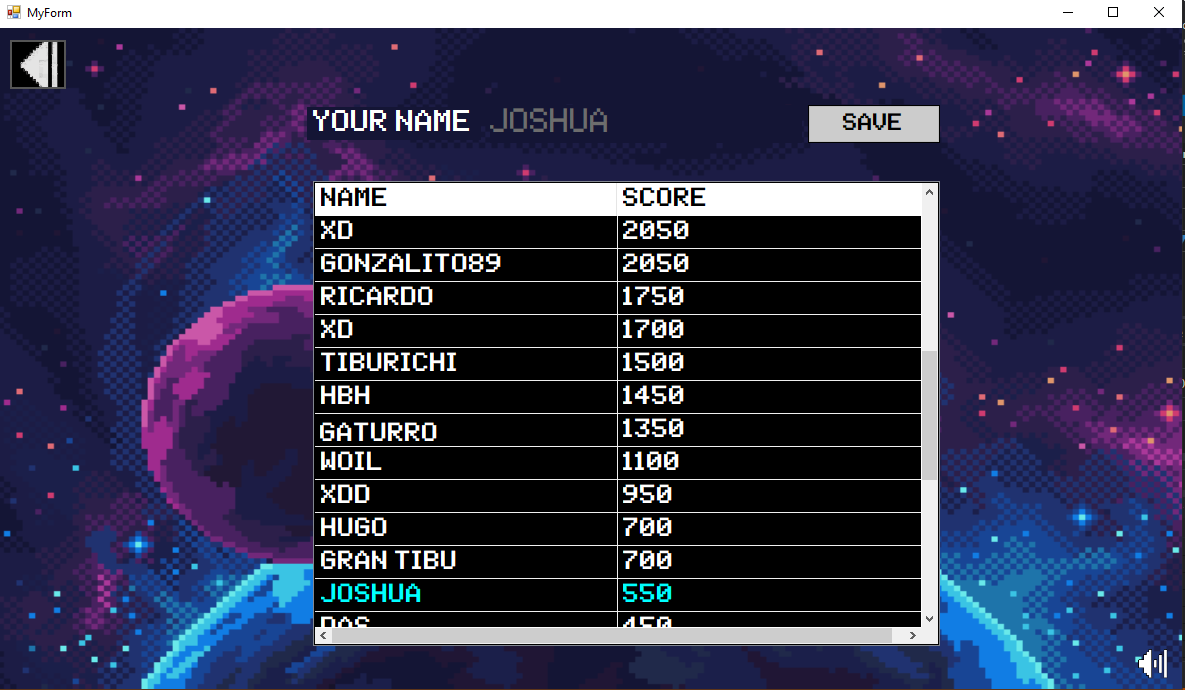 MyForm
YOUR NAME JOSHUA SAVE
NAME SCORE
XD 2050
GONZALITO89 2050
RICARDO 1750
XD 1700
TIBURICHI 1500
HBH 1450
GATURRO 1350
WOIL 1100
XDD 950
HUGO 700
GRAN TIBU 700
JOSHUA 550